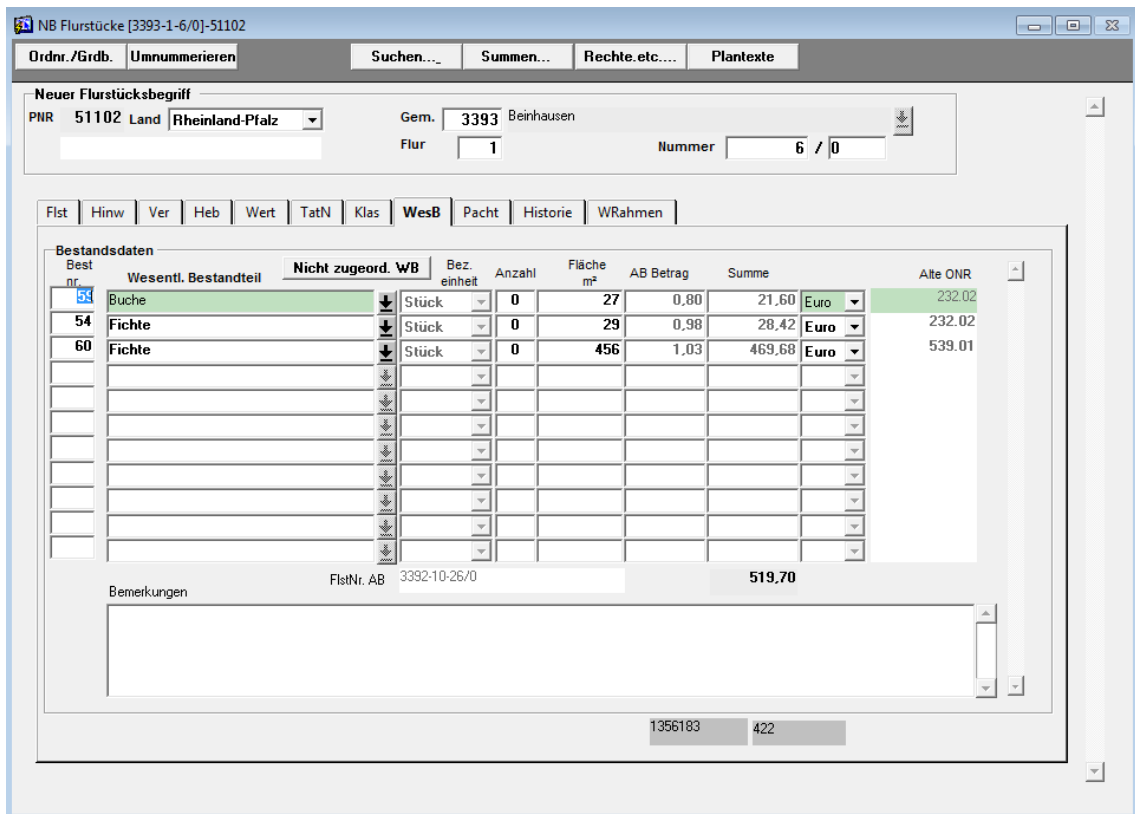 NB Flurstücke [3393-1-6/0]-51102
Ordnr./Grdb. Umnummerieren Suchen..._ Summen... Rechte.etc.... Plantexte
Neuer Flurstücksbegriff
PNR 51102 Land Rheinland-Pfalz Gem. 3393 Beinhausen
Flur 1 Nummer 6 / 0
Flst Hinw Ver Heb Wert TatN Klas WesB Pacht Historie WRahmen
Bestandsdaten
Best nr. Wesentl. Bestandteil Nicht zugeord. WB Bez. einheit Anzahl Fläche m² AB Betrag Summe Alte ONR
59 Buche Stück 0 27 0,80 21,60 Euro 232.02
54 Fichte Stück 0 29 0,98 28,42 Euro 232.02
60 Fichte Stück 0 456 1,03 469,68 Euro 539.01
FlstNr. AB 3392-10-26/0 519,70
Bemerkungen
1356183 422